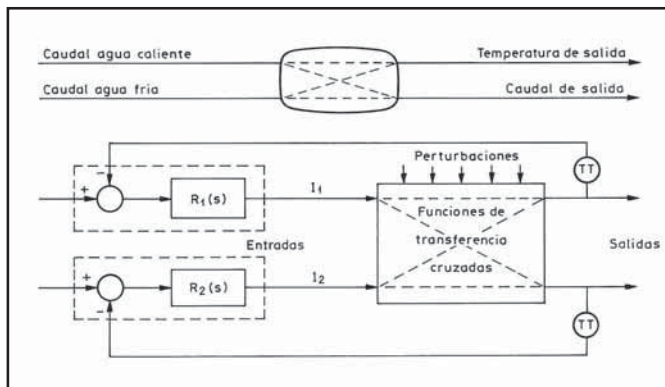 Caudal agua caliente
Temperatura de salida
Caudal agua fria
Caudal de salida
Perturbaciones
TT
+
−
R₁(s)
I₁
Funciones de
transferencia
cruzadas
Entradas
Salidas
+
−
R₂(s)
I₂
TT